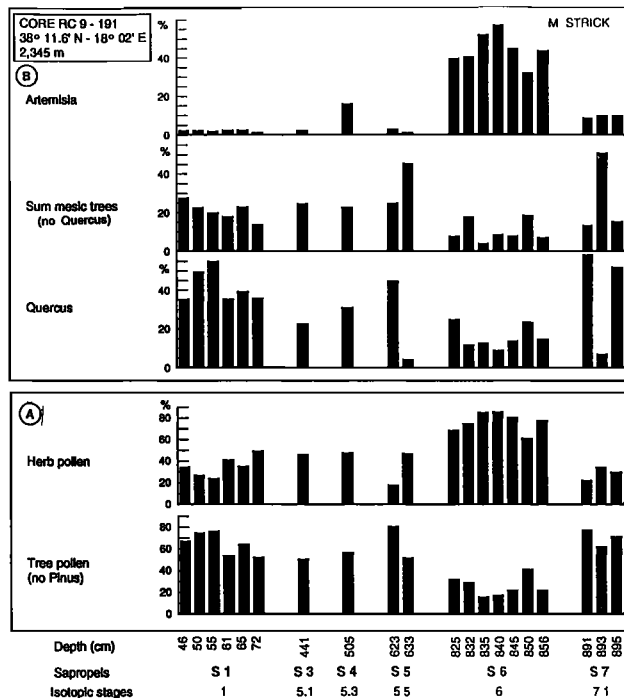 CORE RC 9 - 191
38º 11.6' N - 18º 02' E
2,345 m
M STRICK
B
%
40
20
0
Artemisia
%
40
20
0
Sum mesic trees
(no Quercus)
%
40
20
0
Quercus
A
%
80
60
40
20
0
Herb pollen
80
60
40
20
0
Tree pollen
(no Pinus)
Depth (cm) 46 50 55 61 65 72 441 505 623 633 825 832 835 840 845 850 856 891 893 895
Sapropels S 1 S 3 S 4 S 5 S 6 S 7
Isotopic stages 1 5.1 5.3 5 5 6 7 1